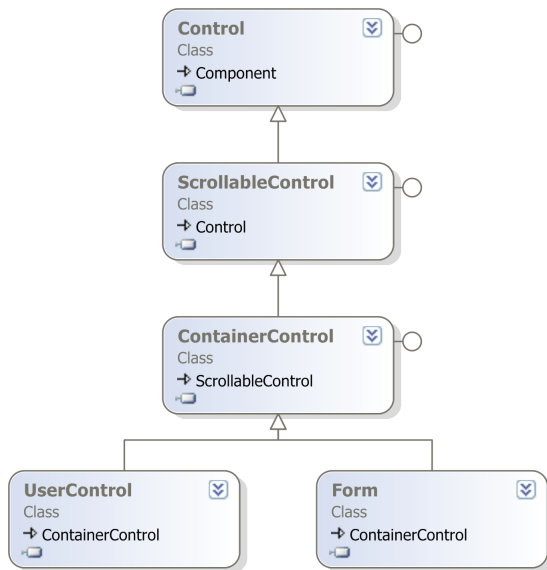 Control
Class
Component
ScrollableControl
Class
Control
ContainerControl
Class
ScrollableControl
UserControl
Class
ContainerControl
Form
Class
ContainerControl